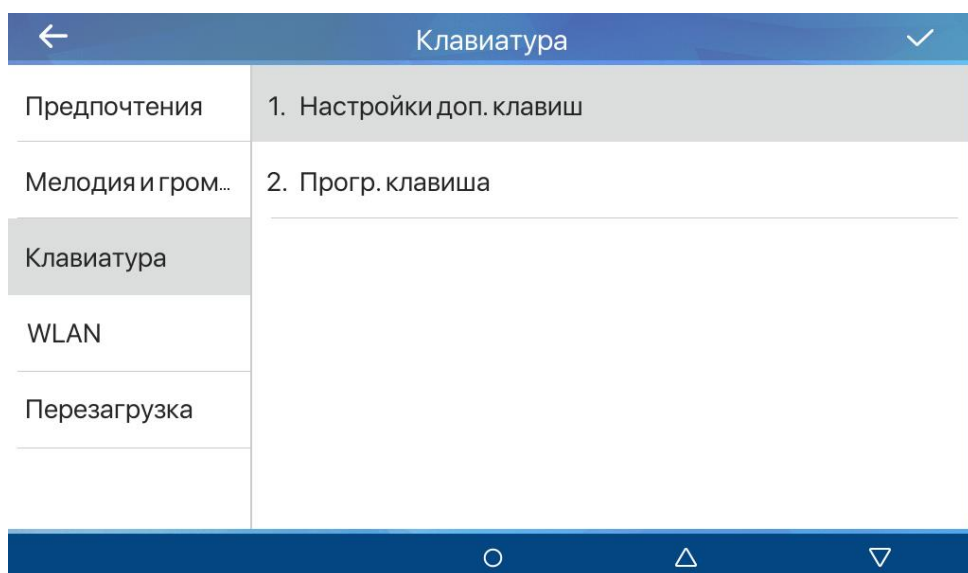 Клавиатура
Предпочтения
Мелодия и гром...
Клавиатура
WLAN
Перезагрузка
1. Настройки доп. клавиш
2. Прогр. клавиша